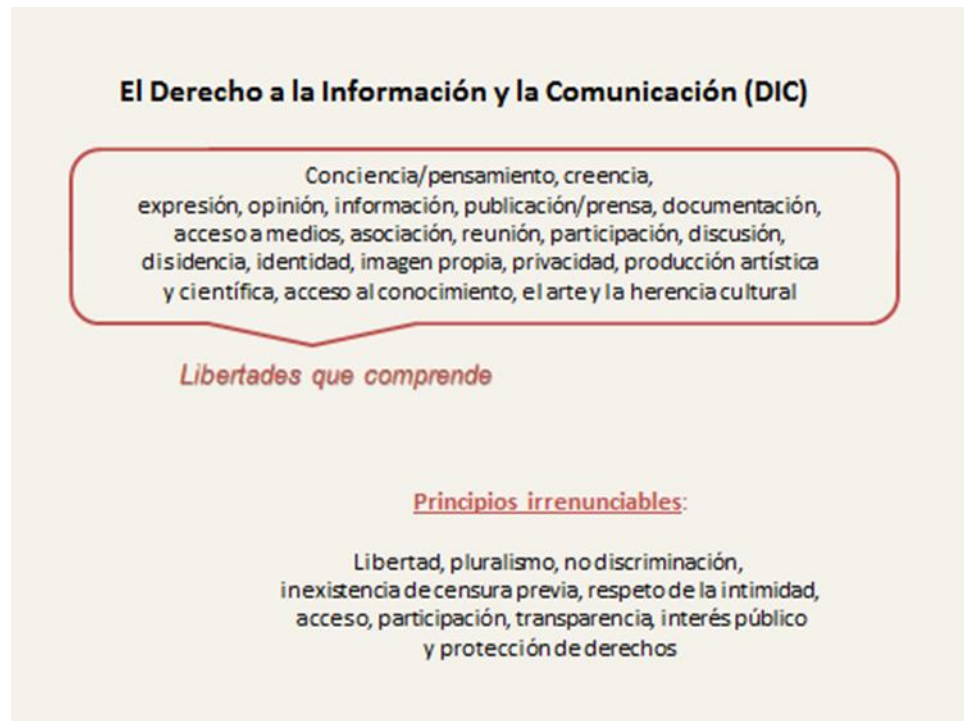 El Derecho a la Información y la Comunicación (DIC)
Conciencia/pensamiento, creencia,
expresión, opinión, información, publicación/prensa, documentación,
acceso a medios, asociación, reunión, participación, discusión,
disidencia, identidad, imagen propia, privacidad, producción artística
y científica, acceso al conocimiento, el arte y la herencia cultural
Libertades que comprende
Principios irrenunciables:
Libertad, pluralismo, no discriminación,
inexistencia de censura previa, respeto de la intimidad,
acceso, participación, transparencia, interés público
y protección de derechos